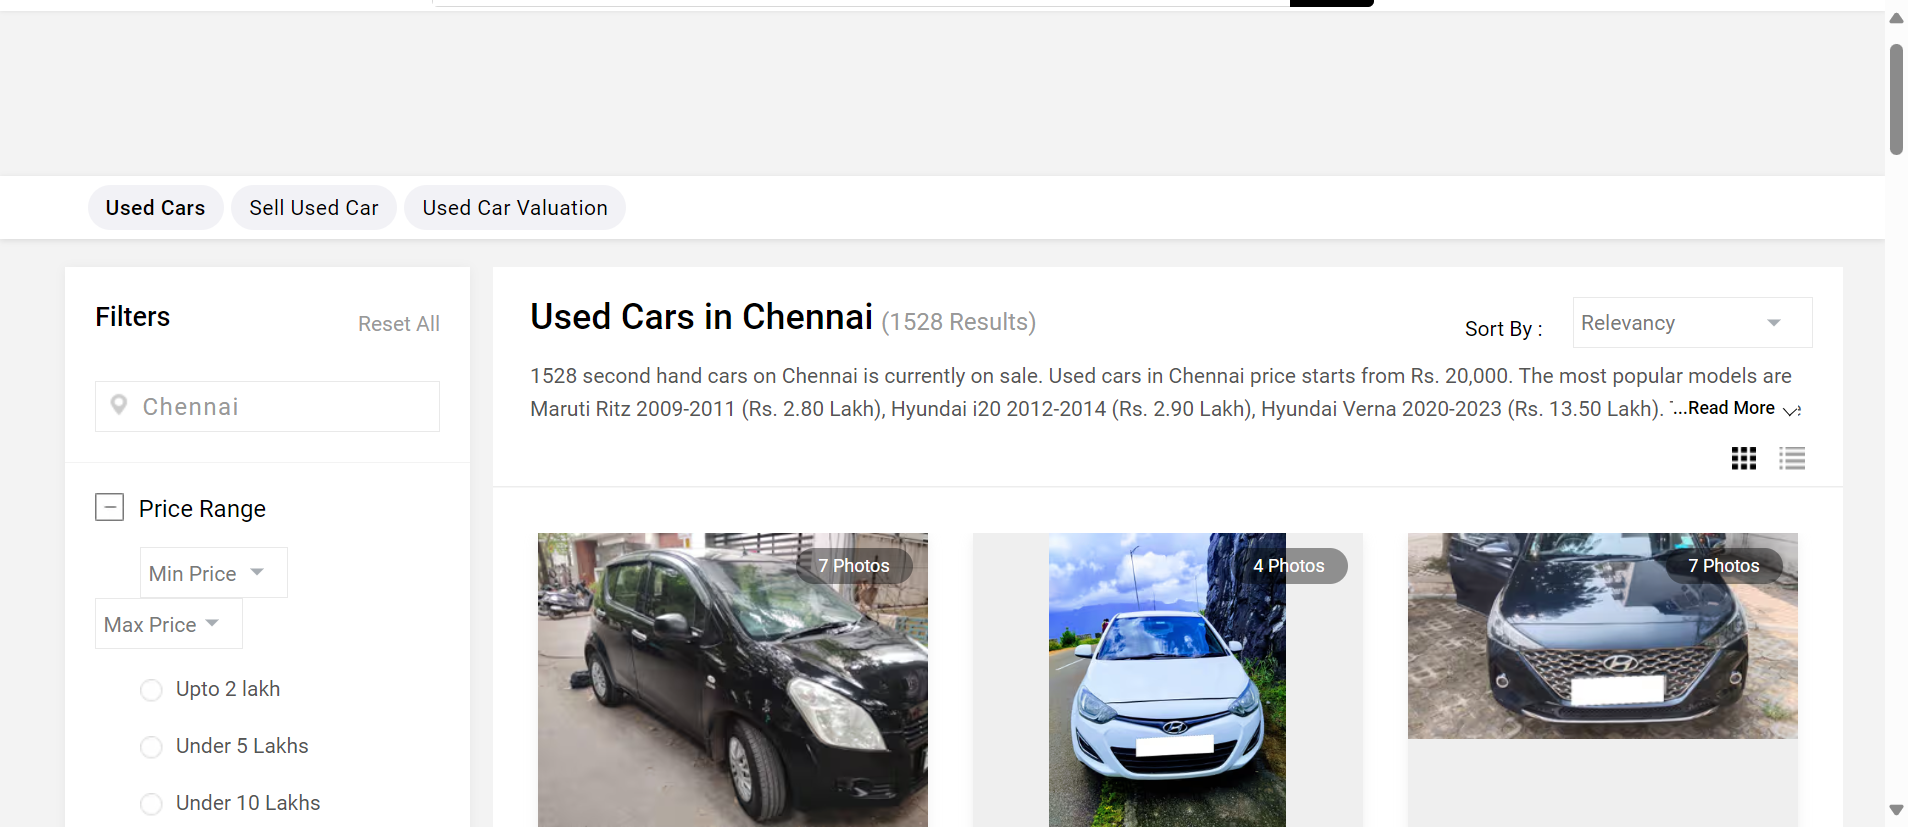 Used Cars
Sell Used Car
Used Car Valuation
Filters
Reset All
Chennai
Price Range
Min Price
Max Price
Upto 2 lakh
Under 5 Lakhs
Under 10 Lakhs
Used Cars in Chennai (1528 Results)
Sort By :
Relevancy
1528 second hand cars on Chennai is currently on sale. Used cars in Chennai price starts from Rs. 20,000. The most popular models are
Maruti Ritz 2009-2011 (Rs. 2.80 Lakh), Hyundai i20 2012-2014 (Rs. 2.90 Lakh), Hyundai Verna 2020-2023 (Rs. 13.50 Lakh). ...Read More
7 Photos
4 Photos
7 Photos